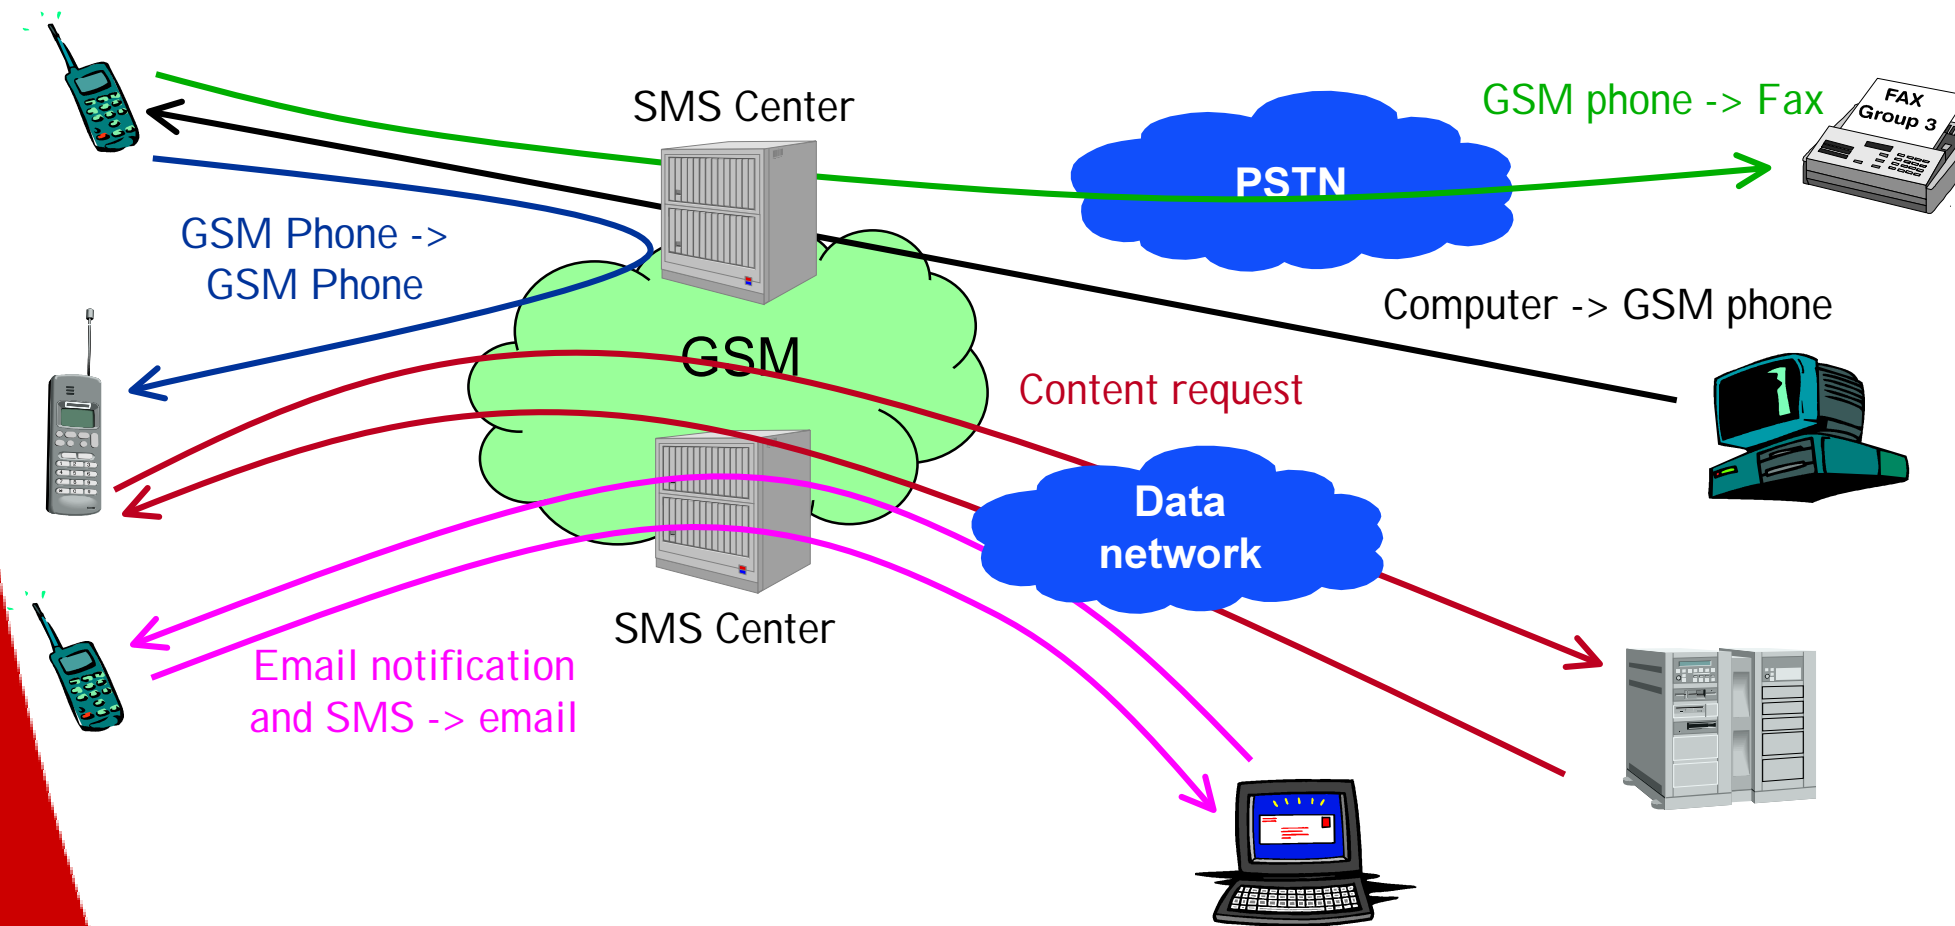 SMS Center
GSM phone -> Fax
FAX
Group 3
PSTN
GSM Phone ->
GSM Phone
Computer -> GSM phone
GSM
Content request
Data
network
SMS Center
Email notification
and SMS -> email